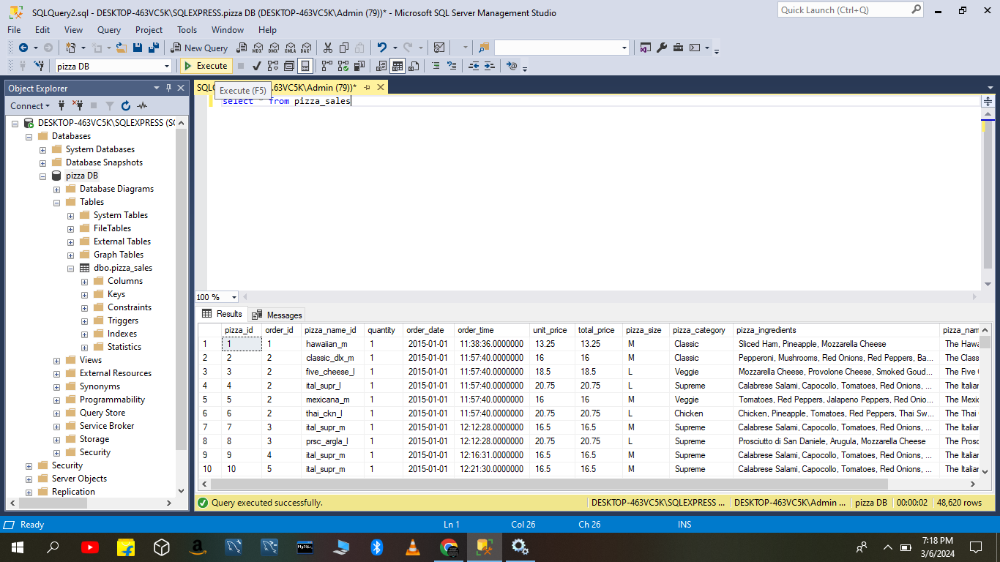 SQLQuery2.sql - DESKTOP-463VC5K\SQLEXPRESS.pizza DB (DESKTOP-463VC5K\Admin (79))* - Microsoft SQL Server Management Studio
Quick Launch (Ctrl+Q)
File Edit View Query Project Tools Window Help
New Query
MDX DMX XMLA DAX
pizza DB
Execute
Object Explorer
SQLC
.63VC5K\Admin (79))*
Execute (F5)
Connect
select * from pizza_sales
DESKTOP-463VC5K\SQLEXPRESS (SC
Databases
System Databases
Database Snapshots
pizza DB
Database Diagrams
Tables
System Tables
FileTables
External Tables
Graph Tables
dbo.pizza_sales
Columns
Keys
Constraints
Triggers
Indexes
Statistics
Views
External Resources
Synonyms
Programmability
Query Store
Service Broker
Storage
Security
Security
Server Objects
Replication
100 %
Results Messages
pizza_id order_id pizza_name_id quantity order_date order_time unit_price total_price pizza_size pizza_category pizza_ingredients pizza_nam
1 1 1 hawaiian_m 1 2015-01-01 11:38:36.0000000 13.25 13.25 M Classic Sliced Ham, Pineapple, Mozzarella Cheese The Hawa
2 2 2 classic_dlx_m 1 2015-01-01 11:57:40.0000000 16 16 M Classic Pepperoni, Mushrooms, Red Onions, Red Peppers, Ba... The Class
3 3 2 five_cheese_l 1 2015-01-01 11:57:40.0000000 18.5 18.5 L Veggie Mozzarella Cheese, Provolone Cheese, Smoked Goud... The Five
4 4 2 ital_supr_l 1 2015-01-01 11:57:40.0000000 20.75 20.75 L Supreme Calabrese Salami, Capocollo, Tomatoes, Red Onions, ... The Italian
5 5 2 mexicana_m 1 2015-01-01 11:57:40.0000000 16 16 M Veggie Tomatoes, Red Peppers, Jalapeno Peppers, Red Onio... The Mexic
6 6 2 thai_ckn_l 1 2015-01-01 11:57:40.0000000 20.75 20.75 L Chicken Chicken, Pineapple, Tomatoes, Red Peppers, Thai Sw... The Thai
7 7 3 ital_supr_m 1 2015-01-01 12:12:28.0000000 16.5 16.5 M Supreme Calabrese Salami, Capocollo, Tomatoes, Red Onions, ... The Italian
8 8 3 prsc_argla_l 1 2015-01-01 12:12:28.0000000 20.75 20.75 L Supreme Prosciutto di San Daniele, Arugula, Mozzarella Cheese The Prosc
9 9 4 ital_supr_m 1 2015-01-01 12:16:31.0000000 16.5 16.5 M Supreme Calabrese Salami, Capocollo, Tomatoes, Red Onions, ... The Italian
10 10 5 ital_supr_m 1 2015-01-01 12:21:30.0000000 16.5 16.5 M Supreme Calabrese Salami, Capocollo, Tomatoes, Red Onions, ... The Italian
Query executed successfully. DESKTOP-463VC5K\SQLEXPRESS ... DESKTOP-463VC5K\Admin ... pizza DB 00:00:02 48,620 rows
Ready Ln 1 Col 26 Ch 26 INS
MySQL
7:18 PM
3/6/2024